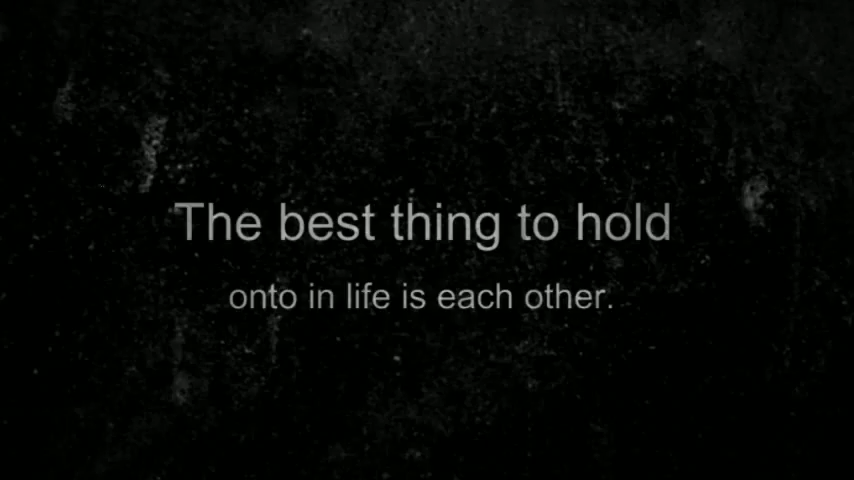 The best thing to hold
onto in life is each other.